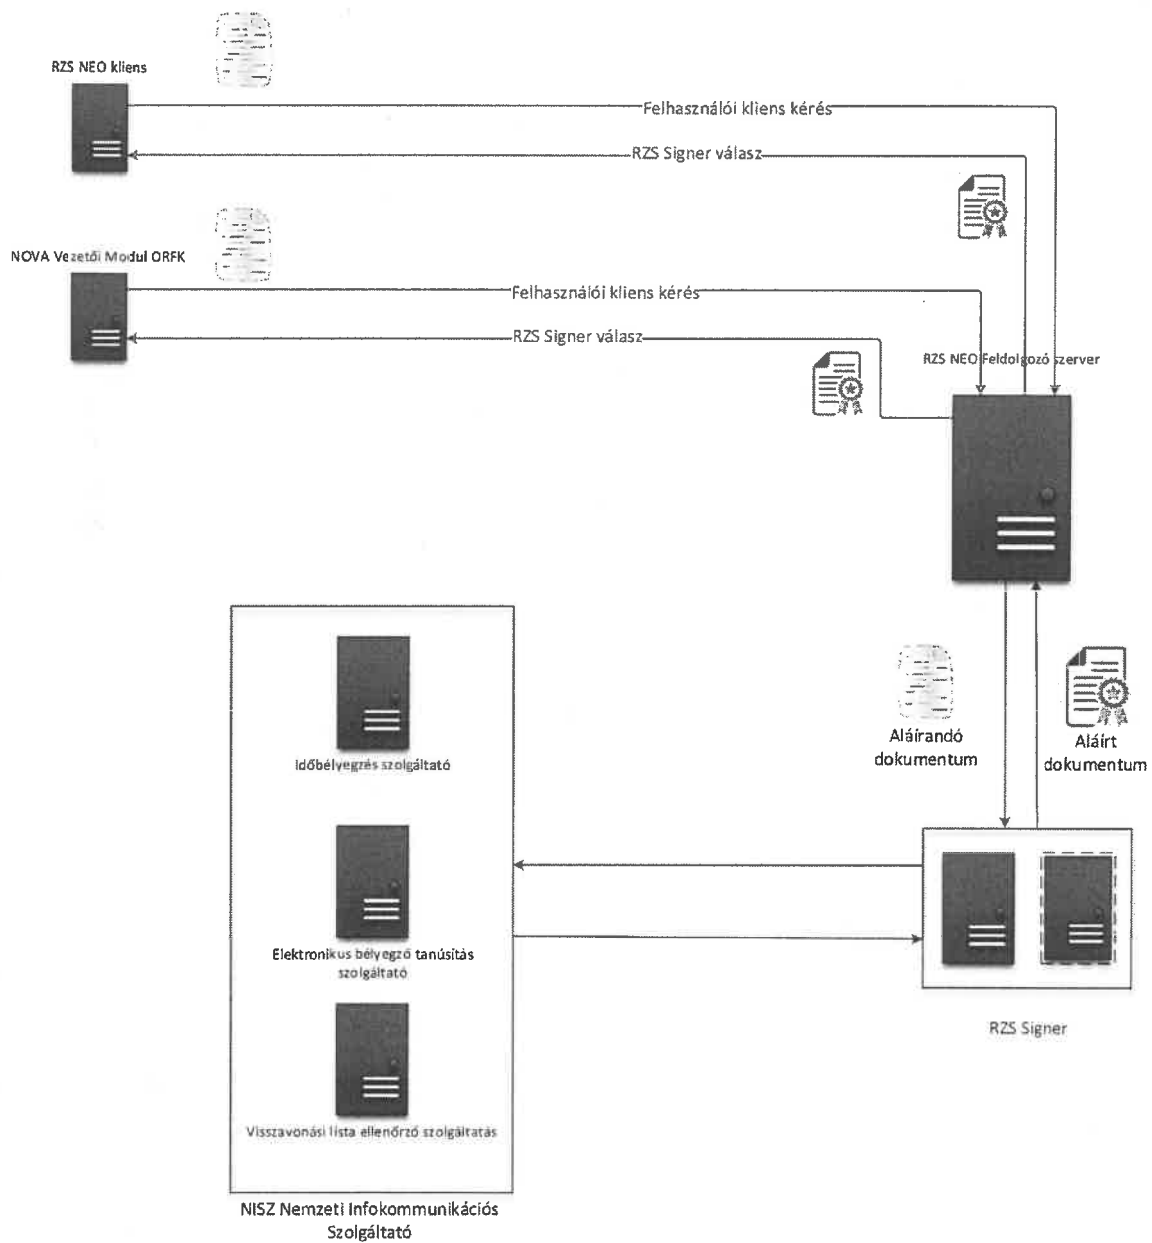 RZS NEO kliens
Felhasználói kliens kérés
RZS Signer válasz
NOVA Vezetői Modul ORFK
Felhasználói kliens kérés
RZS Signer válasz
RZS NEO Feldolgozó szerver
Aláírandó
dokumentum
Aláírt
dokumentum
Időbélyegzés szolgáltató
Elektronikus bélyegző tanúsítás
szolgáltató
RZS Signer
Visszavonási lista ellenőrző szolgáltatás
NISZ Nemzeti Infokommunikációs
Szolgáltató